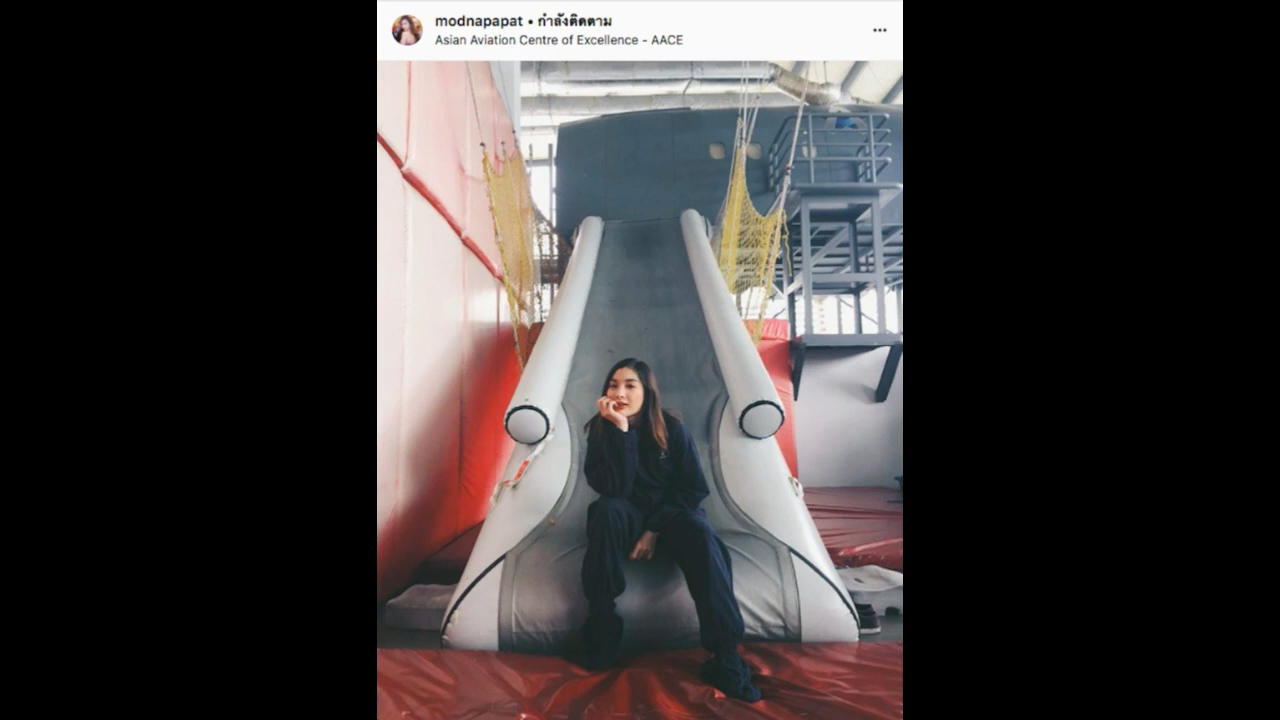 modnapapat • กำลังติดตาม
Asian Aviation Centre of Excellence - AACE